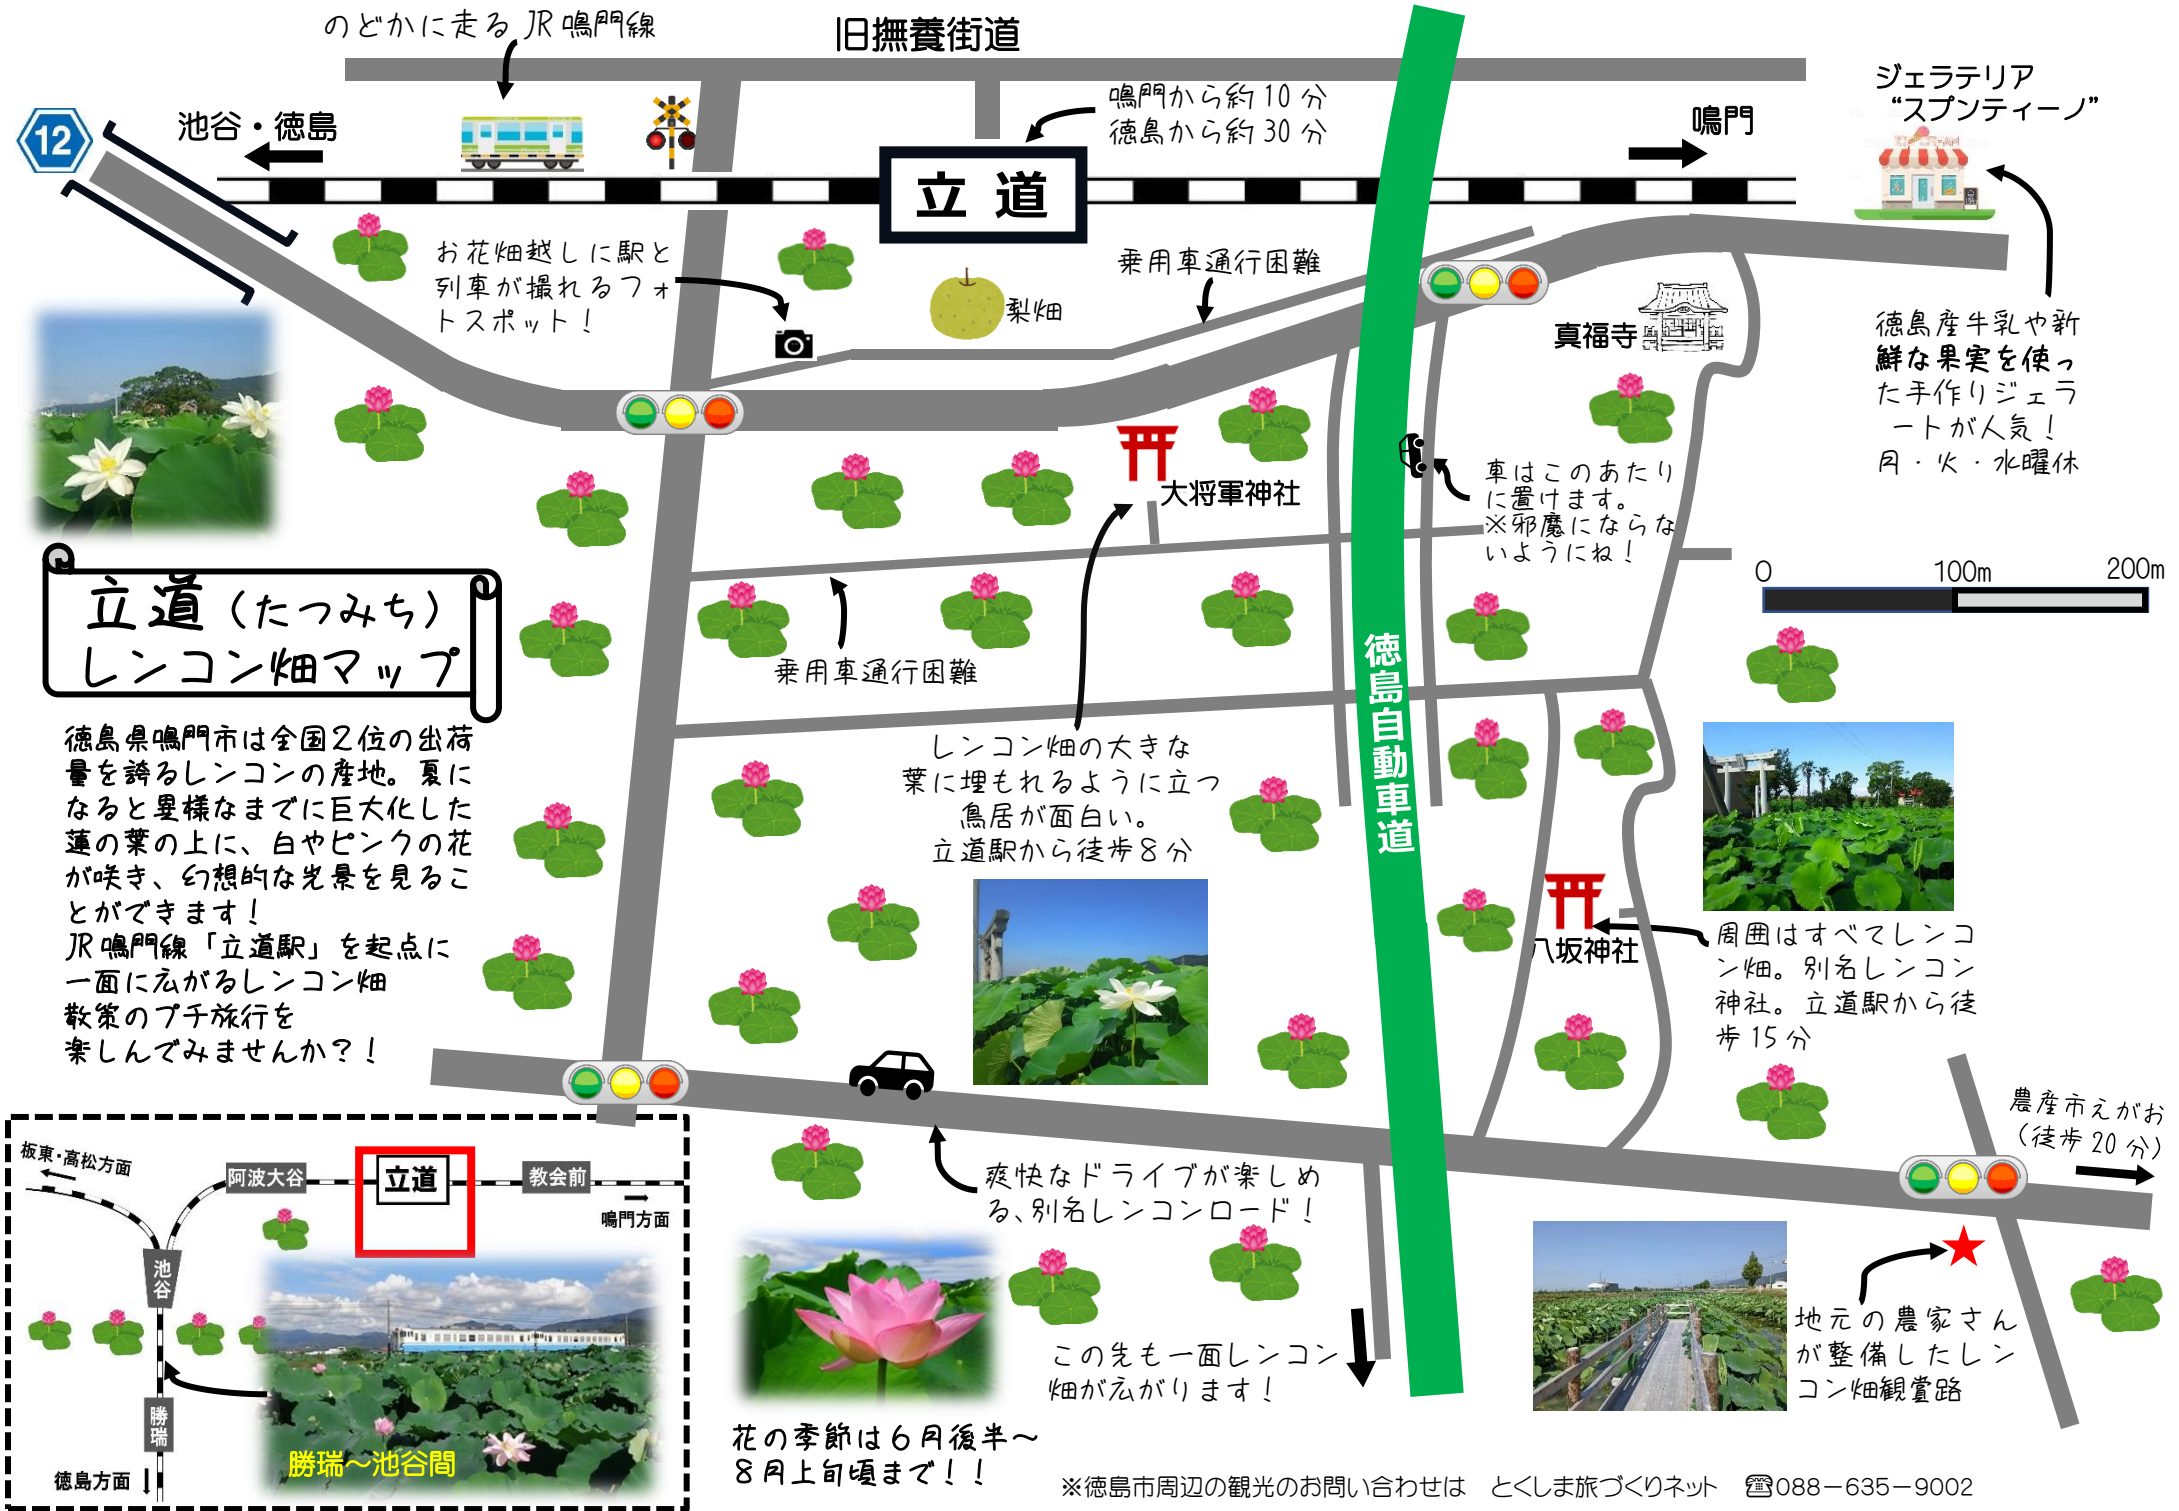 のどかに走る JR 鳴門線
旧撫養街道
12
池谷・徳島
鳴門から約 10 分
徳島から約 30 分
鳴門
ジェラテリア
“スプンティーノ”
立 道
お花畑越しに駅と
列車が撮れるフォ
トスポット！
梨畑
乗用車通行困難
真福寺
徳島産牛乳や新
鮮な果実を使っ
た手作りジェラ
ートが人気！
月・火・水曜休
大将軍神社
車はこのあたり
に置けます。
※邪魔にならな
いようにね！
0 100m 200m
立道（たつみち）
レンコン畑マップ
乗用車通行困難
徳島自動車道
徳島県鳴門市は全国２位の出荷
量を誇るレンコンの産地。夏に
なると異様なまでに巨大化した
蓮の葉の上に、白やピンクの花
が咲き、幻想的な光景を見るこ
とができます！
JR 鳴門線「立道駅」を起点に
一面に広がるレンコン畑
散策のプチ旅行を
楽しんでみませんか？！
レンコン畑の大きな
葉に埋もれるように立つ
鳥居が面白い。
立道駅から徒歩８分
八坂神社
周囲はすべてレンコ
ン畑。別名レンコン
神社。立道駅から徒
歩 15 分
農産市えがお
（徒歩 20 分）
爽快なドライブが楽しめ
る、別名レンコンロード！
板東・高松方面
阿波大谷
立道
教会前
鳴門方面
池谷
勝瑞
徳島方面
勝瑞～池谷間
この先も一面レンコン
畑が広がります！
地元の農家さん
が整備したレン
コン畑観賞路
花の季節は６月後半～
８月上旬頃まで！！
※徳島市周辺の観光のお問い合わせは　とくしま旅づくりネット　☎088－635－9002